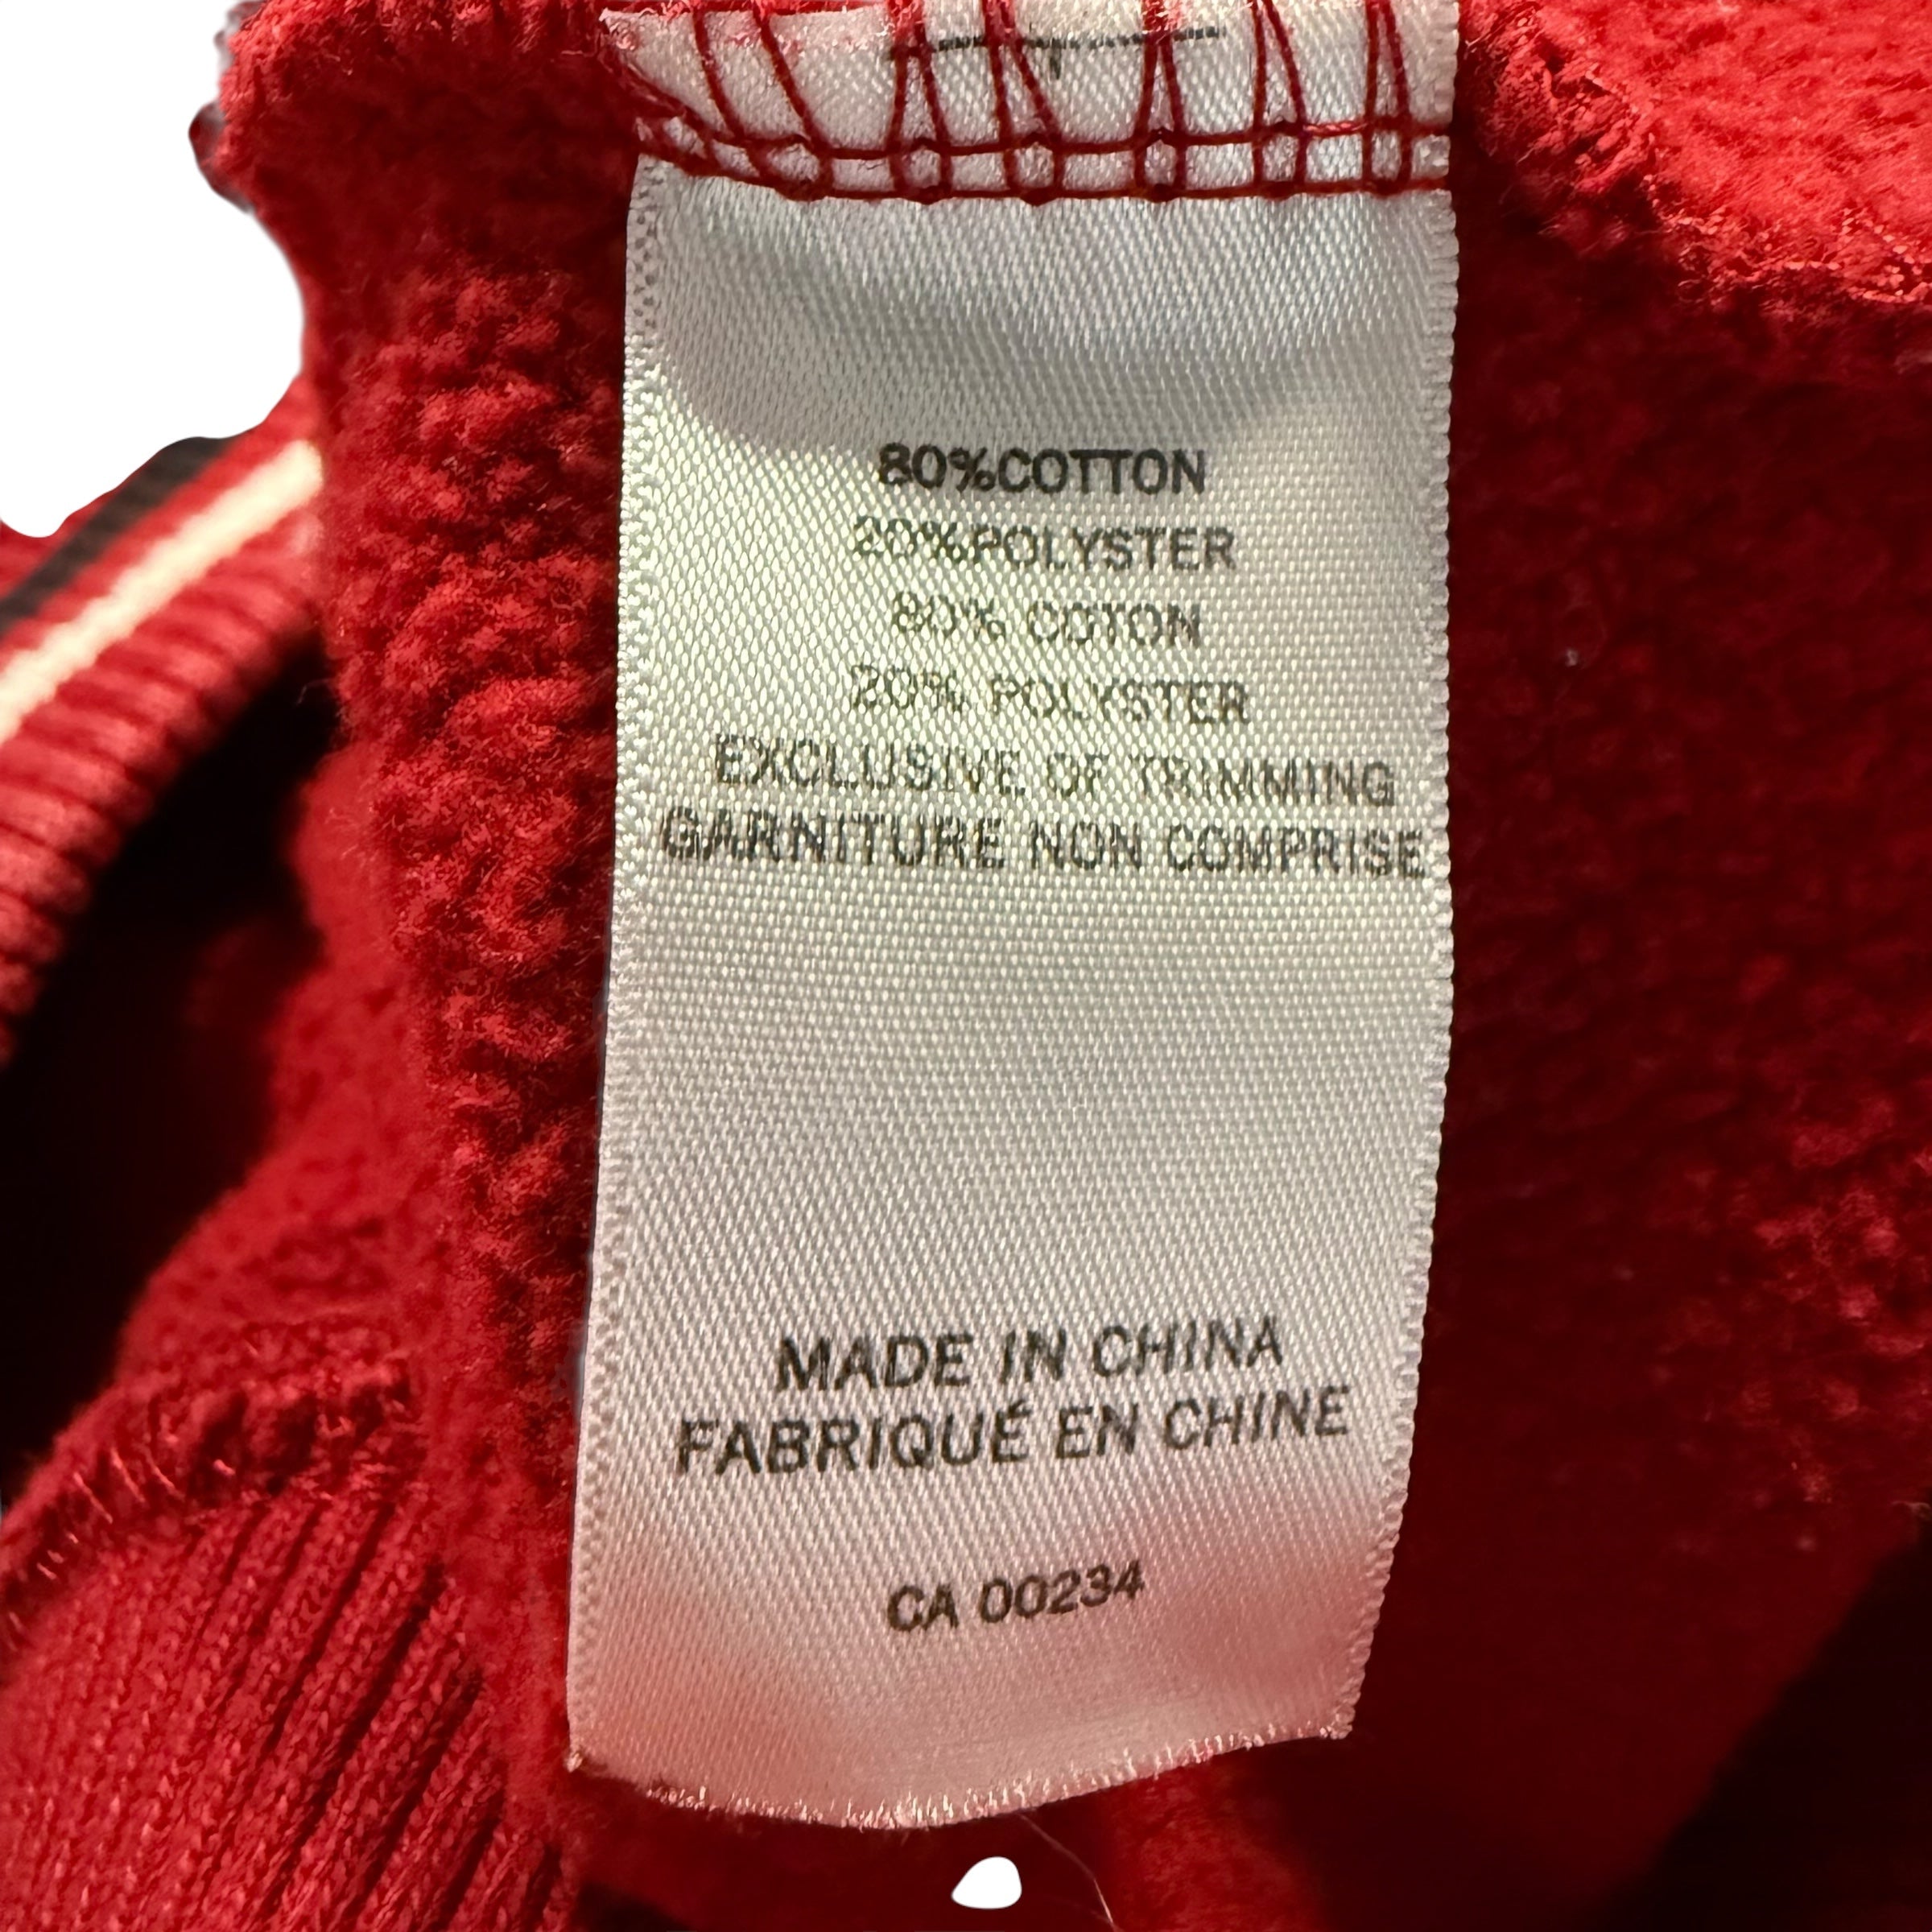 80%COTTON
20%POLYSTER
80% COTON
20% POLYSTER
EXCLUSIVE OF TRIMMING
GARNITURE NON COMPRISE
MADE IN CHINA
FABRIQUÉ EN CHINE
CA 00234